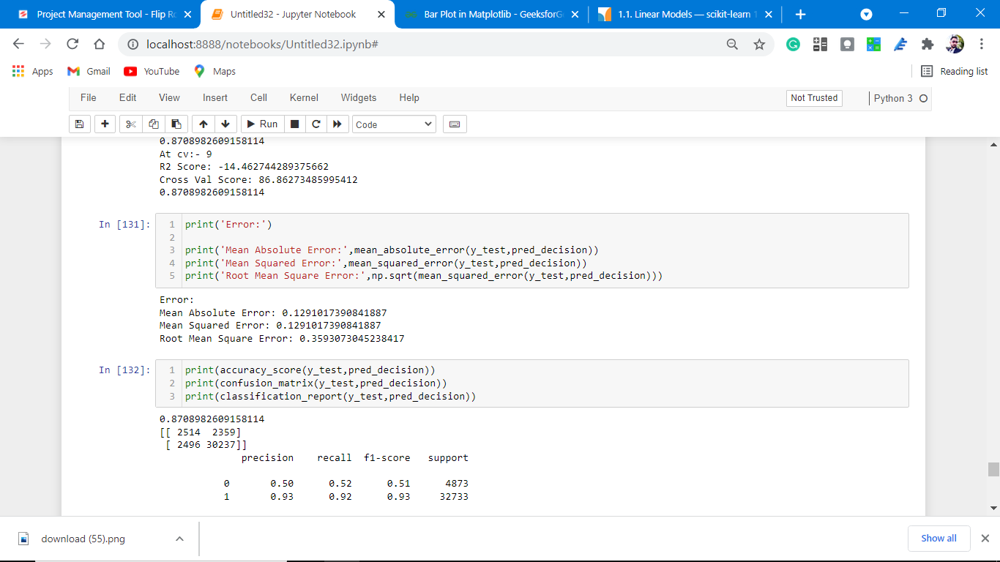 Project Management Tool - Flip Ro
Untitled32 - Jupyter Notebook
Bar Plot in Matplotlib - GeeksforG
1.1. Linear Models — scikit-learn 1
localhost:8888/notebooks/Untitled32.ipynb#
Apps
Gmail
YouTube
Maps
Reading list
File Edit View Insert Cell Kernel Widgets Help
Not Trusted
Python 3
Run
Code
0.8708982609158114
At cv:- 9
R2 Score: -14.462744289375662
Cross Val Score: 86.86273485995412
0.8708982609158114
In [131]:
1 print('Error:')
2
3 print('Mean Absolute Error:',mean_absolute_error(y_test,pred_decision))
4 print('Mean Squared Error:',mean_squared_error(y_test,pred_decision))
5 print('Root Mean Square Error:',np.sqrt(mean_squared_error(y_test,pred_decision)))
Error:
Mean Absolute Error: 0.1291017390841887
Mean Squared Error: 0.1291017390841887
Root Mean Square Error: 0.3593073045238417
In [132]:
1 print(accuracy_score(y_test,pred_decision))
2 print(confusion_matrix(y_test,pred_decision))
3 print(classification_report(y_test,pred_decision))
0.8708982609158114
[[ 2514 2359]
[ 2496 30237]]
precision recall f1-score support
0 0.50 0.52 0.51 4873
1 0.93 0.92 0.93 32733
download (55).png
Show all